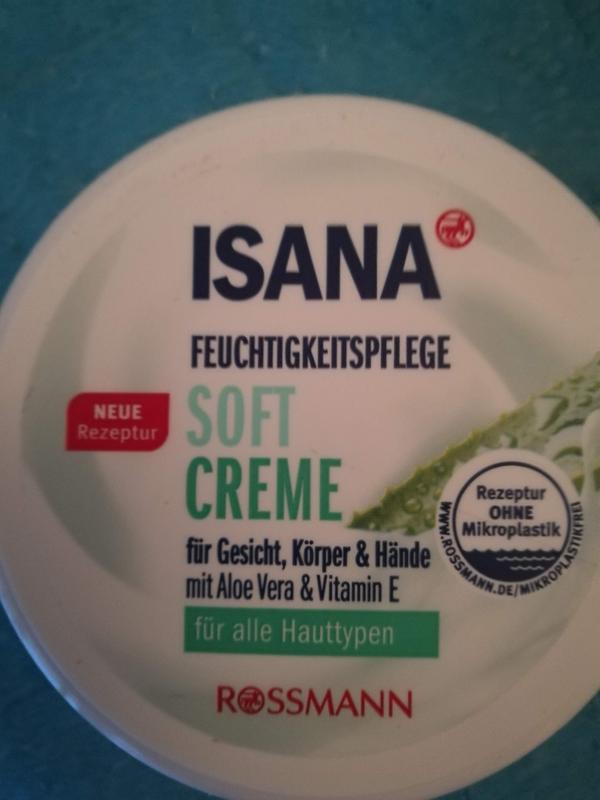 ISANA
FEUCHTIGKEITSPFLEGE
NEUE
Rezeptur
SOFT
CREME
für Gesicht, Körper & Hände
mit Aloe Vera & Vitamin E
für alle Hauttypen
Rezeptur
OHNE
Mikroplastik
WWW.ROSSMANN.DE/MIKROPLASTIKFREI
ROSSMANN